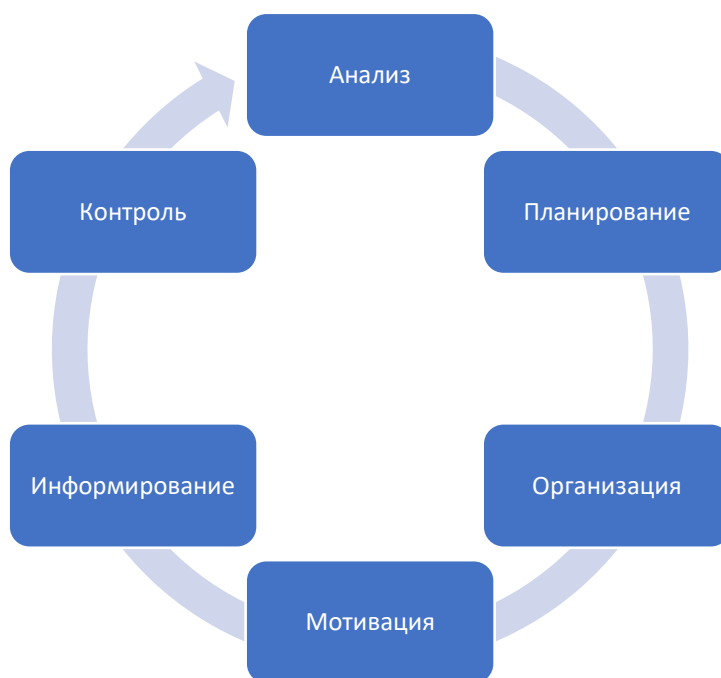 Анализ
Планирование
Организация
Мотивация
Информирование
Контроль